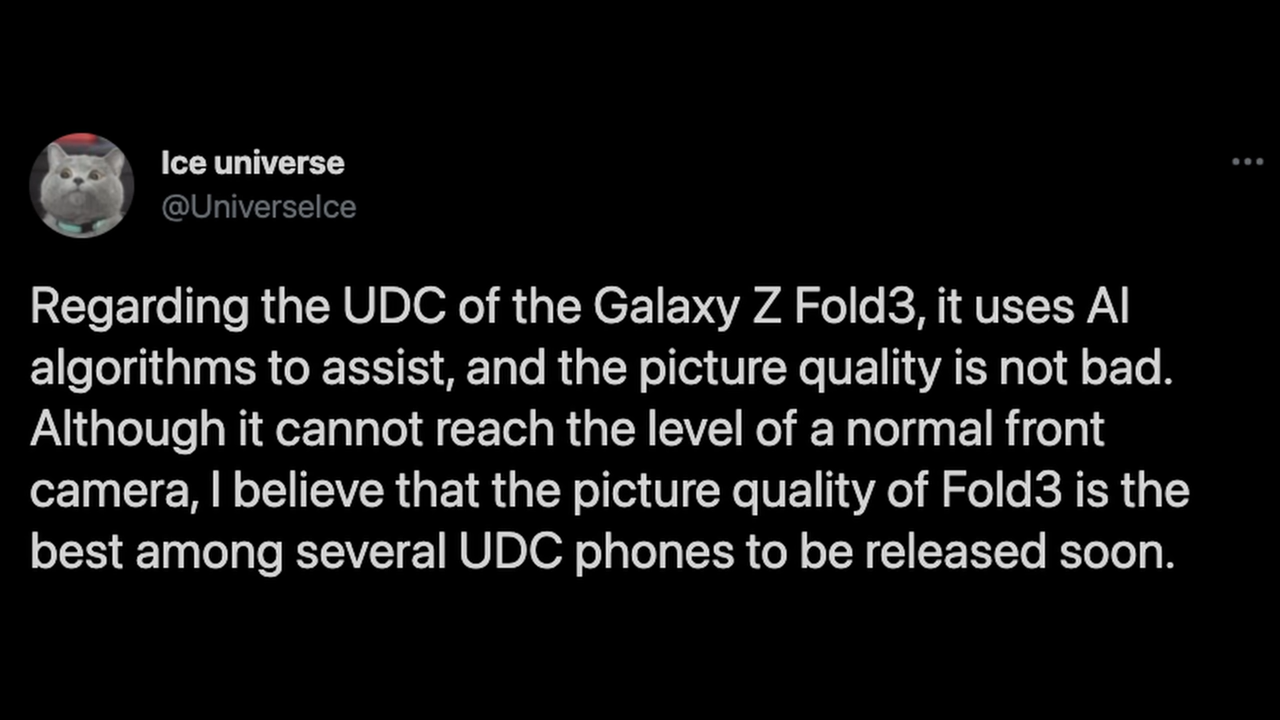 Ice universe
@UniverseIce
Regarding the UDC of the Galaxy Z Fold3, it uses AI
algorithms to assist, and the picture quality is not bad.
Although it cannot reach the level of a normal front
camera, I believe that the picture quality of Fold3 is the
best among several UDC phones to be released soon.